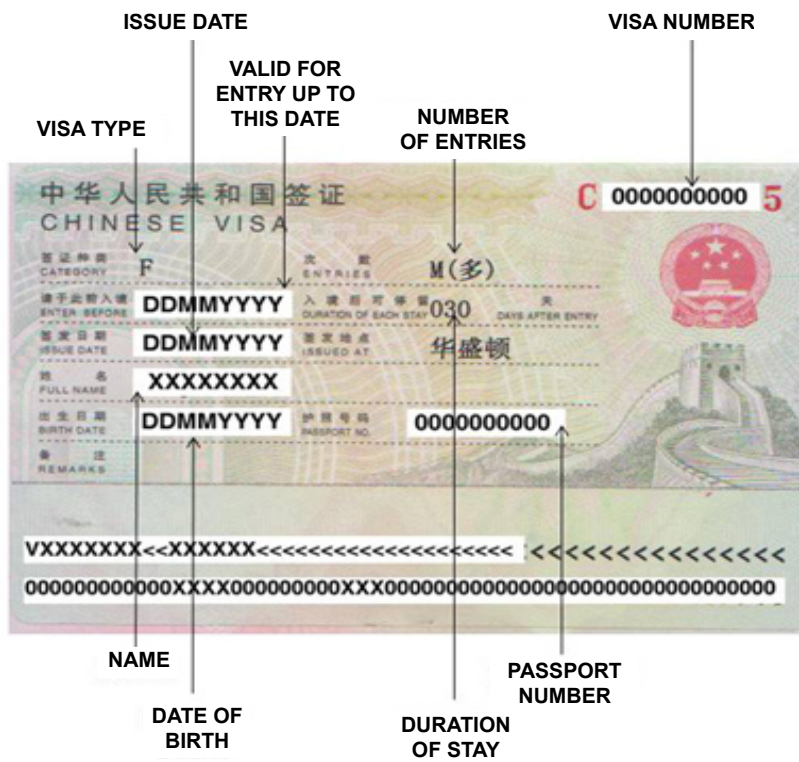 ISSUE DATE
VISA NUMBER
VALID FOR
ENTRY UP TO
THIS DATE
NUMBER
OF ENTRIES
VISA TYPE
中华人民共和国签证
CHINESE VISA
C 0000000000 5
签证种类
CATEGORY
F
次 数
ENTRIES
M(多)
请于此前入境
ENTER BEFORE
DDMMYYYY
入境后可停留
DURATION OF EACH STAY
030
天
DAYS AFTER ENTRY
签发日期
ISSUE DATE
DDMMYYYY
签发地点
ISSUED AT
华盛顿
姓 名
FULL NAME
XXXXXXXX
出生日期
BIRTH DATE
DDMMYYYY
护照号码
PASSPORT NO.
0000000000
备 注
REMARKS
VXXXXXXX<<XXXXXX<<<<<<<<<<<<<<<<<<<<<< <<<<<<<<<<<<<<<
000000000000XXXX000000000XXX00000000000000000000000000000
NAME
PASSPORT
NUMBER
DATE OF
BIRTH
DURATION
OF STAY